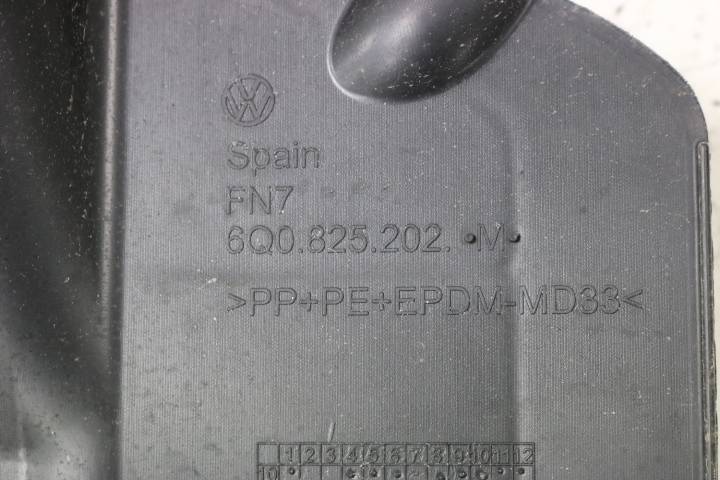 Spain
FN7
6Q0.825.202. •M•
>PP+PE+EPDM-MD33<
1 2 3 4 5 6 7 8 9 10 11 12
10